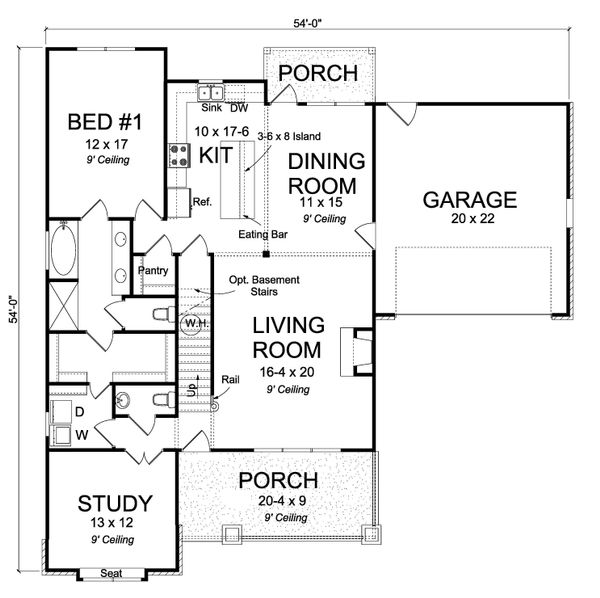 54'-0"
PORCH
BED #1
12 x 17
9' Ceiling
Sink
DW
10 x 17-6
KIT
3-6 x 8 Island
DINING
ROOM
11 x 15
9' Ceiling
Ref.
Eating Bar
GARAGE
20 x 22
Pantry
Opt. Basement
Stairs
54'-0"
W.H.
LIVING
ROOM
16-4 x 20
9' Ceiling
Up
Rail
D
W
PORCH
20-4 x 9
9' Ceiling
STUDY
13 x 12
9' Ceiling
Seat